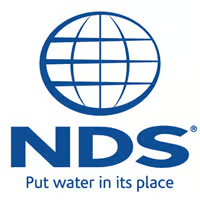 NDS®
Put water in its place